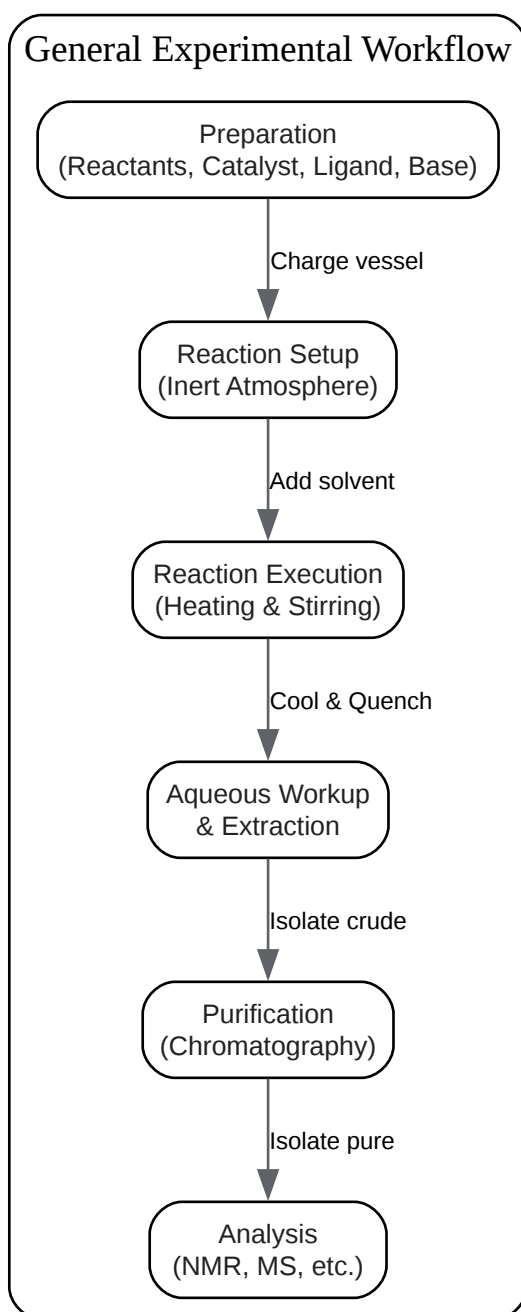 General Experimental Workflow
Preparation
(Reactants, Catalyst, Ligand, Base)
Charge vessel
Reaction Setup
(Inert Atmosphere)
Add solvent
Reaction Execution
(Heating & Stirring)
Cool & Quench
Aqueous Workup
& Extraction
Isolate crude
Purification
(Chromatography)
Isolate pure
Analysis
(NMR, MS, etc.)